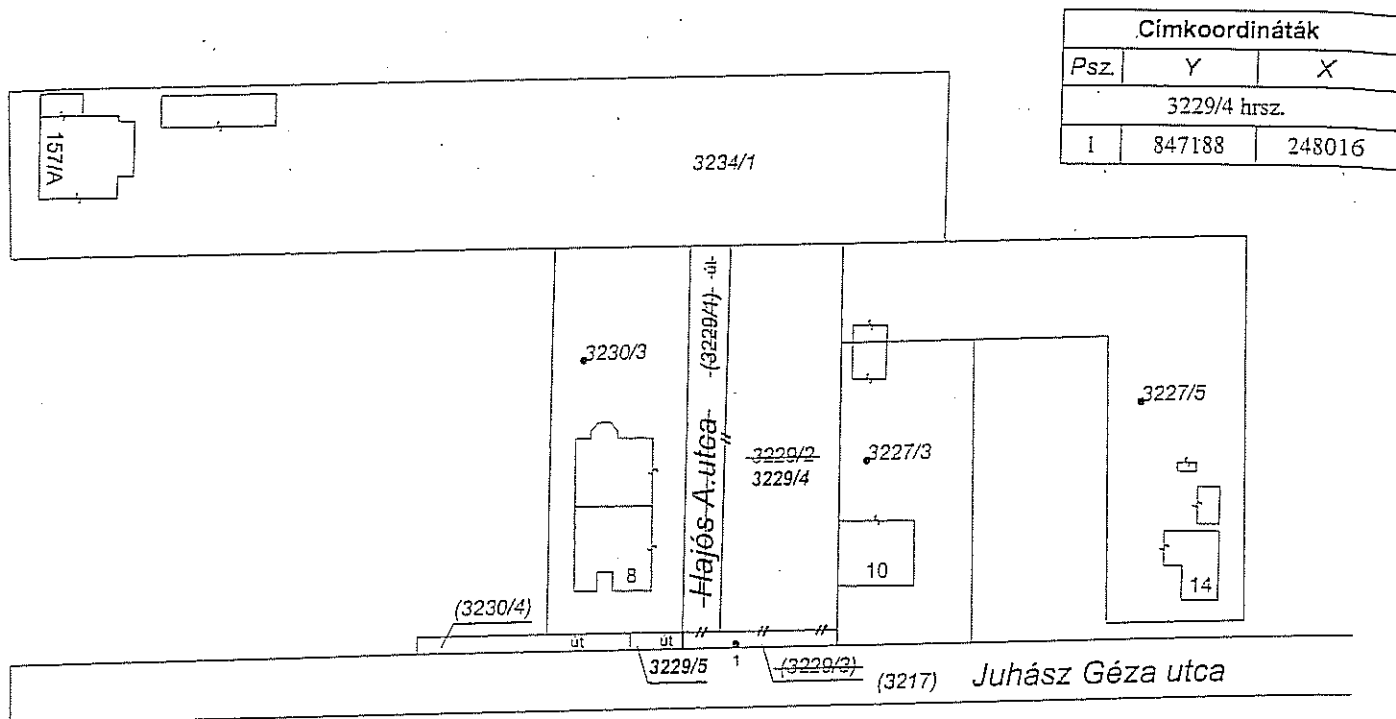 Címkoordináták
Psz. Y X
3229/4 hrsz.
1 847188 248016
157/A
3234/1
Hajós A.utca (3229/1) út
3230/3
3227/5
3229/2
3229/4
3227/3
8
10
14
(3230/4)
út
út
3229/5
1
(3229/3)
(3217)
Juhász Géza utca